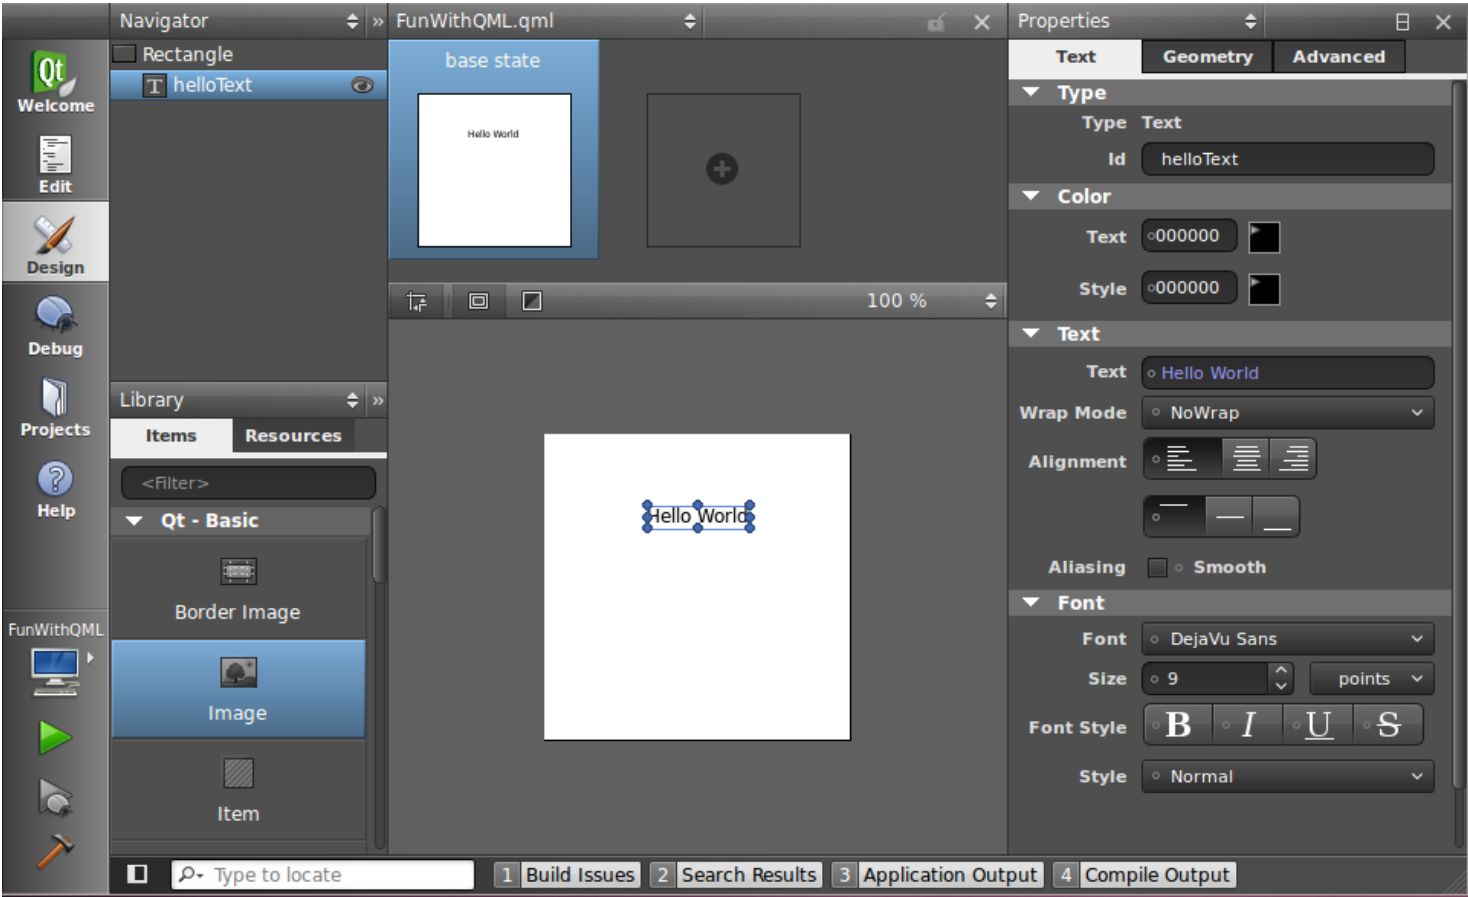 Navigator
»
FunWithQML.qml
Properties
Qt
Welcome
Edit
Design
Debug
Projects
Help
FunWithQML
Rectangle
T helloText
Library
»
Items
Resources
<Filter>
Qt - Basic
Border Image
Image
Item
base state
Hello World
100 %
Hello World
Text
Geometry
Advanced
Type
Type Text
Id helloText
Color
Text 000000
Style 000000
Text
Text Hello World
Wrap Mode NoWrap
Alignment
Aliasing Smooth
Font
Font DejaVu Sans
Size 9 points
Font Style B I U S
Style Normal
Type to locate
1 Build Issues
2 Search Results
3 Application Output
4 Compile Output